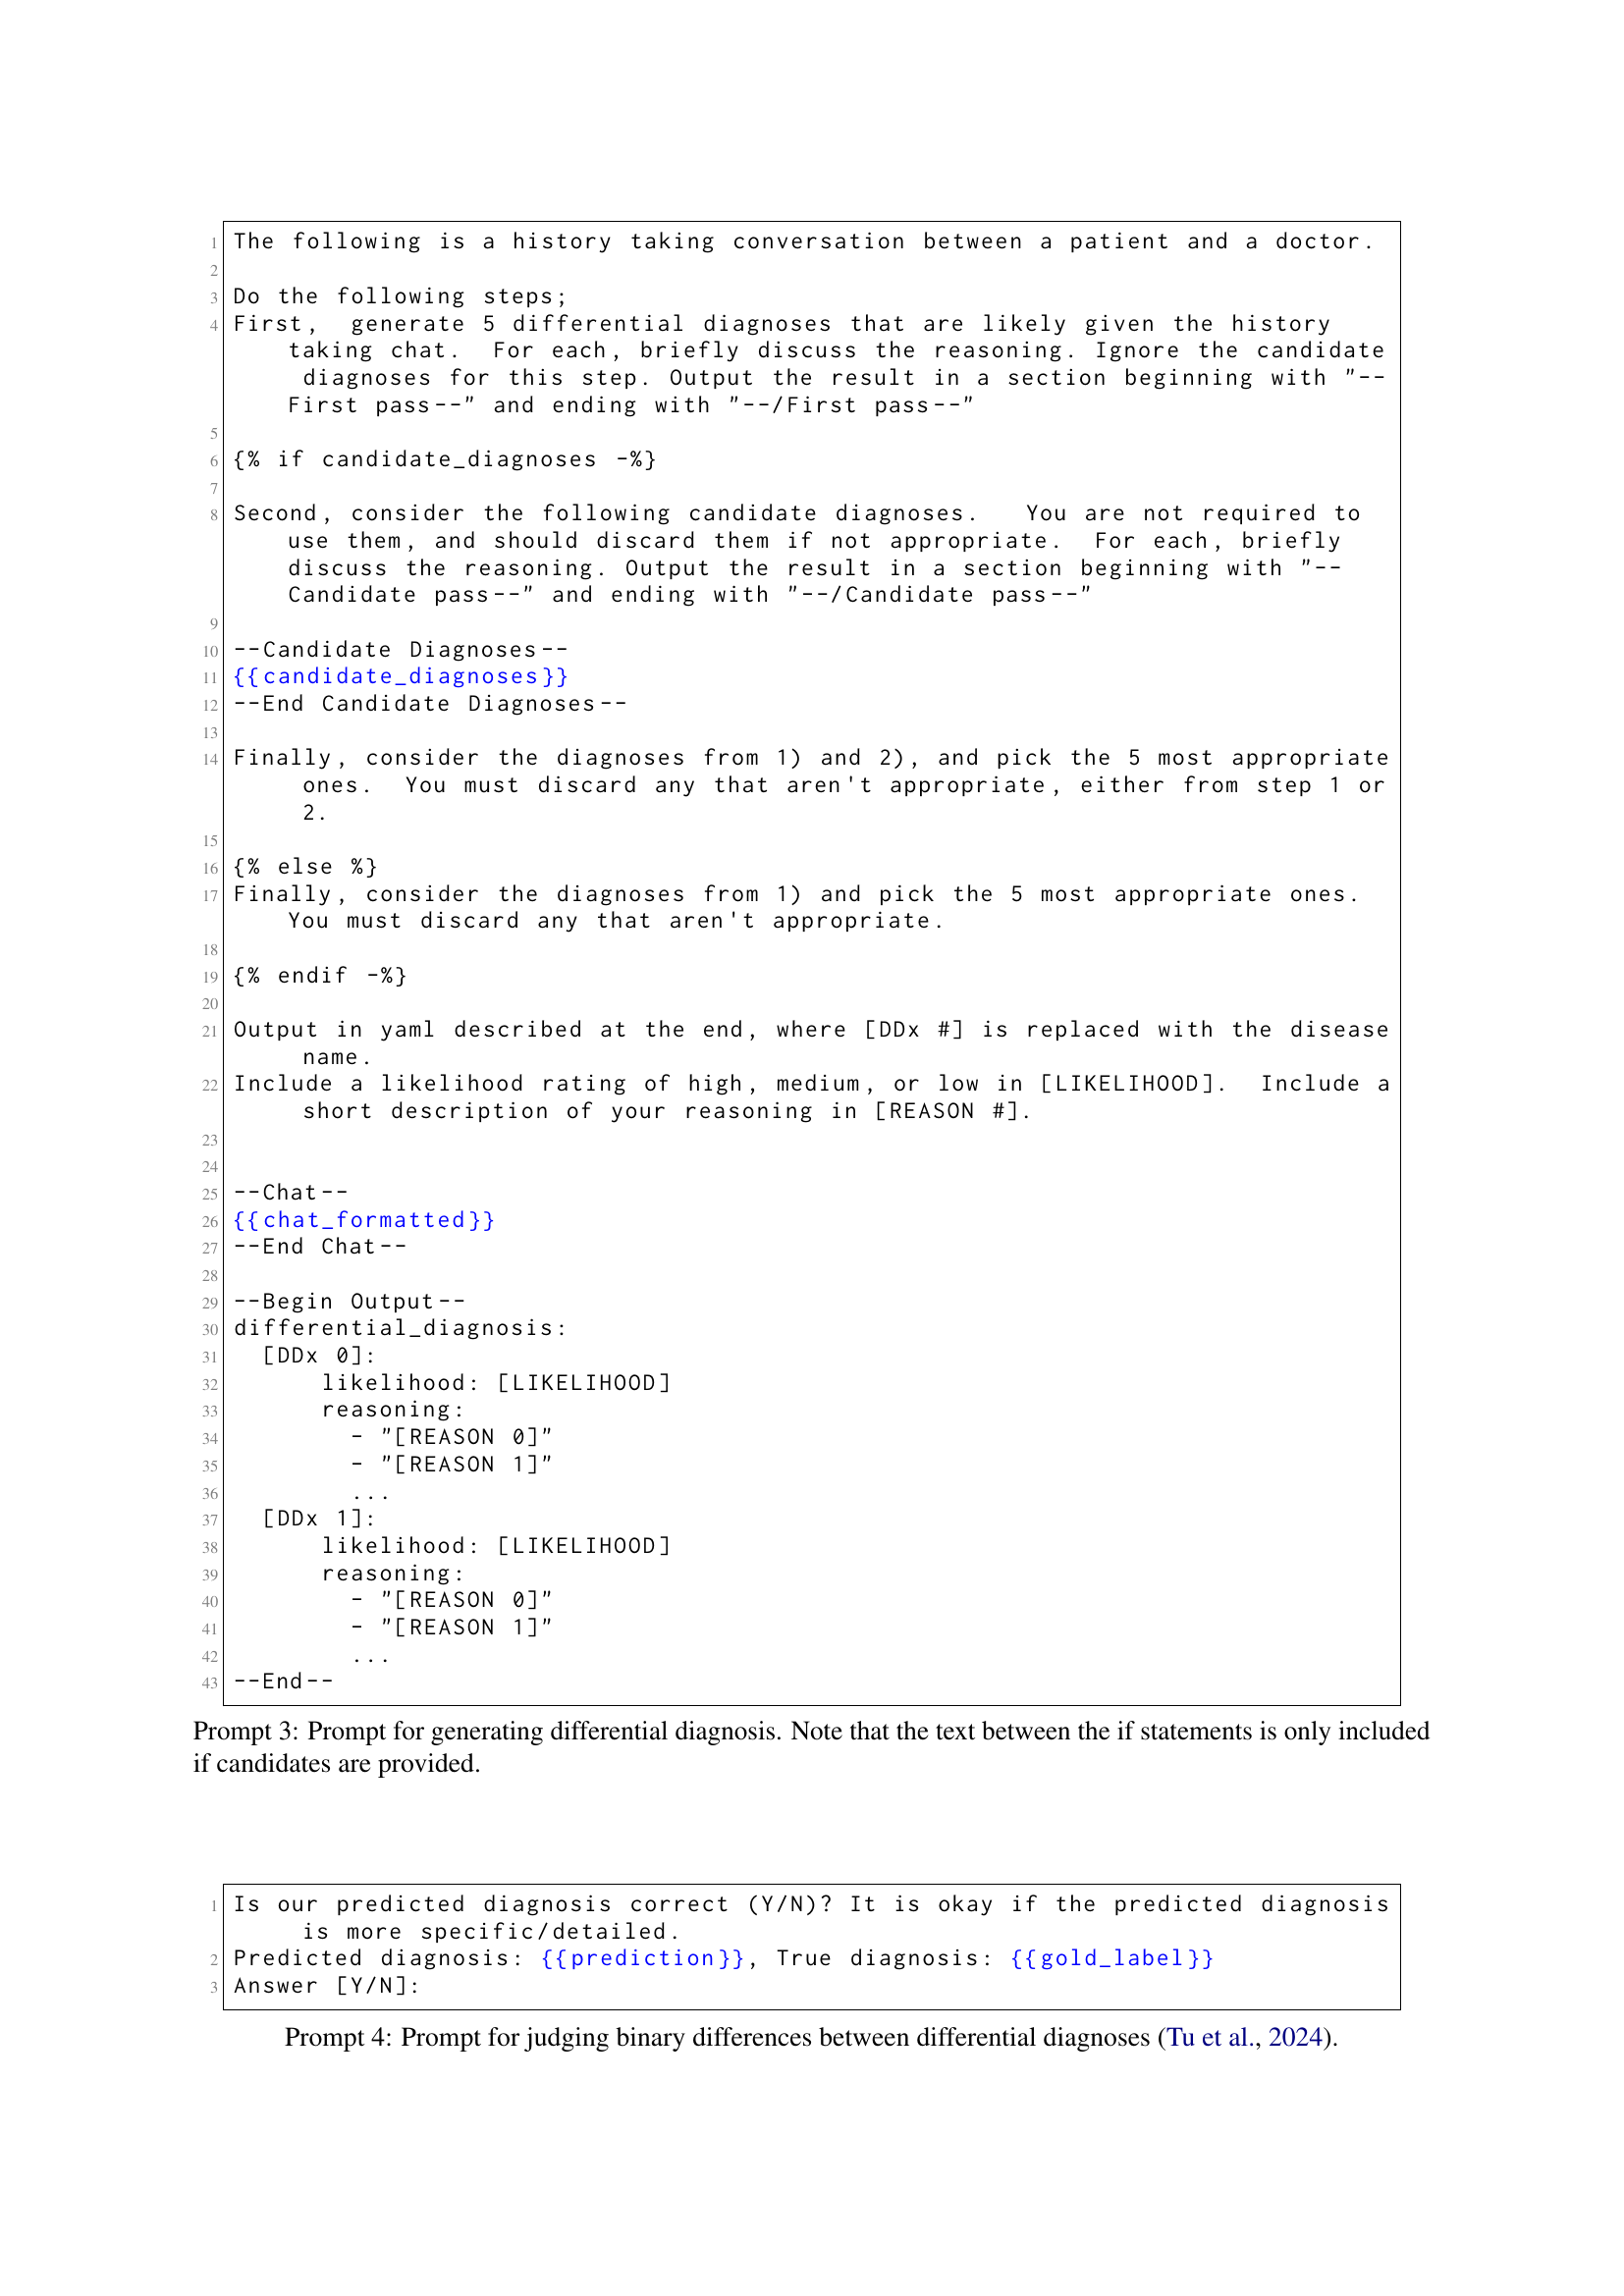 1 The following is a history taking conversation between a patient and a doctor.
2
3 Do the following steps;
4 First,  generate 5 differential diagnoses that are likely given the history
taking chat.  For each, briefly discuss the reasoning. Ignore the candidate
diagnoses for this step. Output the result in a section beginning with "--
First pass--" and ending with "--/First pass--"
5
6 {% if candidate_diagnoses -%}
7
8 Second, consider the following candidate diagnoses.   You are not required to
use them, and should discard them if not appropriate.  For each, briefly
discuss the reasoning. Output the result in a section beginning with "--
Candidate pass--" and ending with "--/Candidate pass--"
9
10 --Candidate Diagnoses--
11 {{candidate_diagnoses}}
12 --End Candidate Diagnoses--
13
14 Finally, consider the diagnoses from 1) and 2), and pick the 5 most appropriate
ones.  You must discard any that aren't appropriate, either from step 1 or
2.
15
16 {% else %}
17 Finally, consider the diagnoses from 1) and pick the 5 most appropriate ones.
You must discard any that aren't appropriate.
18
19 {% endif -%}
20
21 Output in yaml described at the end, where [DDx #] is replaced with the disease
name.
22 Include a likelihood rating of high, medium, or low in [LIKELIHOOD].  Include a
short description of your reasoning in [REASON #].
23
24
25 --Chat--
26 {{chat_formatted}}
27 --End Chat--
28
29 --Begin Output--
30 differential_diagnosis:
31   [DDx 0]:
32       likelihood: [LIKELIHOOD]
33       reasoning:
34         - "[REASON 0]"
35         - "[REASON 1]"
36         ...
37   [DDx 1]:
38       likelihood: [LIKELIHOOD]
39       reasoning:
40         - "[REASON 0]"
41         - "[REASON 1]"
42         ...
43 --End--
Prompt 3: Prompt for generating differential diagnosis. Note that the text between the if statements is only included
if candidates are provided.
1 Is our predicted diagnosis correct (Y/N)? It is okay if the predicted diagnosis
is more specific/detailed.
2 Predicted diagnosis: {{prediction}}, True diagnosis: {{gold_label}}
3 Answer [Y/N]:
Prompt 4: Prompt for judging binary differences between differential diagnoses (Tu et al., 2024).